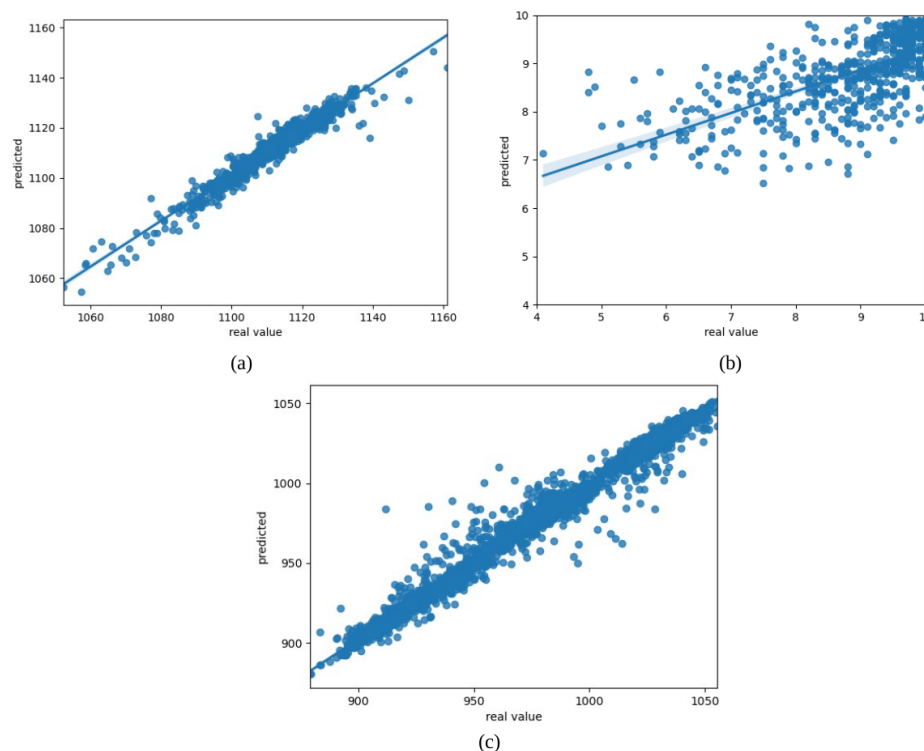 1160
1140
1120
1100
1080
1060
predicted
1060 1080 1100 1120 1140 1160
real value
(a)
10
9
8
7
6
5
4
predicted
4 5 6 7 8 9 1
real value
(b)
1050
1000
950
900
predicted
900 950 1000 1050
real value
(c)